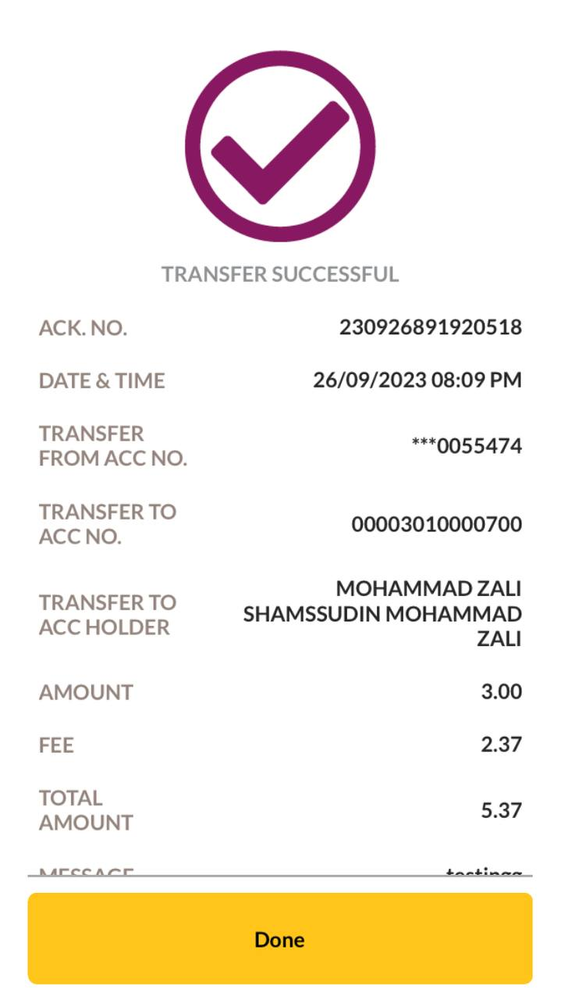 TRANSFER SUCCESSFUL
ACK. NO. 230926891920518
DATE & TIME 26/09/2023 08:09 PM
TRANSFER
FROM ACC NO. ***0055474
TRANSFER TO
ACC NO. 00003010000700
TRANSFER TO
ACC HOLDER
MOHAMMAD ZALI
SHAMSSUDIN MOHAMMAD
ZALI
AMOUNT 3.00
FEE 2.37
TOTAL
AMOUNT 5.37
MESSAGE testingg
Done